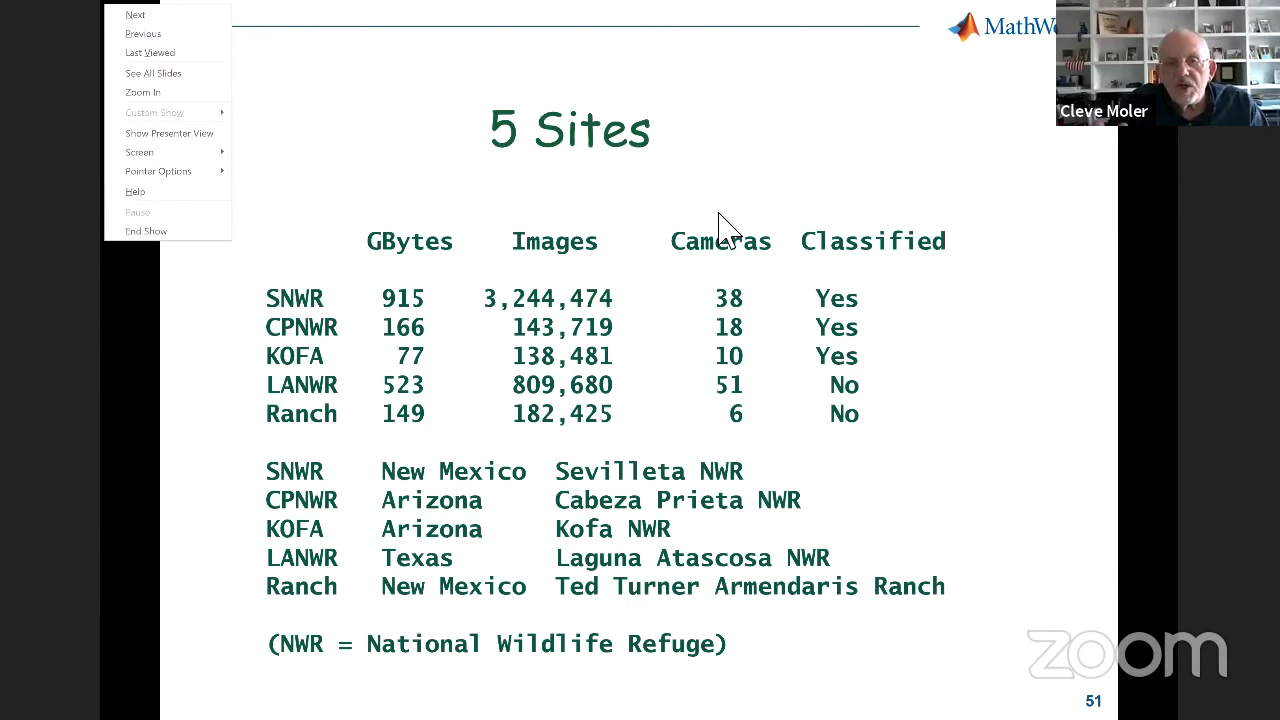 Next
Previous
Last Viewed
See All Slides
Zoom In
Custom Show
Show Presenter View
Screen
Pointer Options
Help
Pause
End Show
MathWo
Cleve Moler
5 Sites
GBytes Images Cameras Classified
SNWR 915 3,244,474 38 Yes
CPNWR 166 143,719 18 Yes
KOFA 77 138,481 10 Yes
LANWR 523 809,680 51 No
Ranch 149 182,425 6 No
SNWR New Mexico Sevilleta NWR
CPNWR Arizona Cabeza Prieta NWR
KOFA Arizona Kofa NWR
LANWR Texas Laguna Atascosa NWR
Ranch New Mexico Ted Turner Armendaris Ranch
(NWR = National Wildlife Refuge)
zoom
51